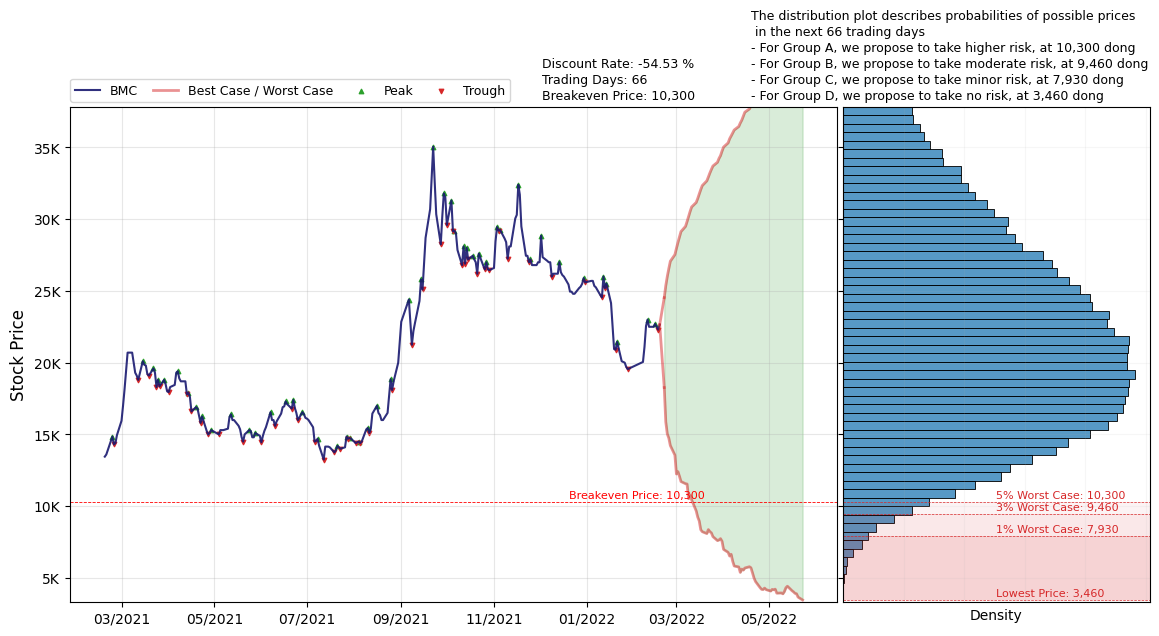 The distribution plot describes probabilities of possible prices
in the next 66 trading days
- For Group A, we propose to take higher risk, at 10,300 dong
- For Group B, we propose to take moderate risk, at 9,460 dong
- For Group C, we propose to take minor risk, at 7,930 dong
- For Group D, we propose to take no risk, at 3,460 dong
Discount Rate: -54.53 %
Trading Days: 66
Breakeven Price: 10,300
BMC
Best Case / Worst Case
Peak
Trough
Stock Price
35K
30K
25K
20K
15K
10K
5K
Breakeven Price: 10,300
5% Worst Case: 10,300
3% Worst Case: 9,460
1% Worst Case: 7,930
Lowest Price: 3,460
03/2021
05/2021
07/2021
09/2021
11/2021
01/2022
03/2022
05/2022
Density